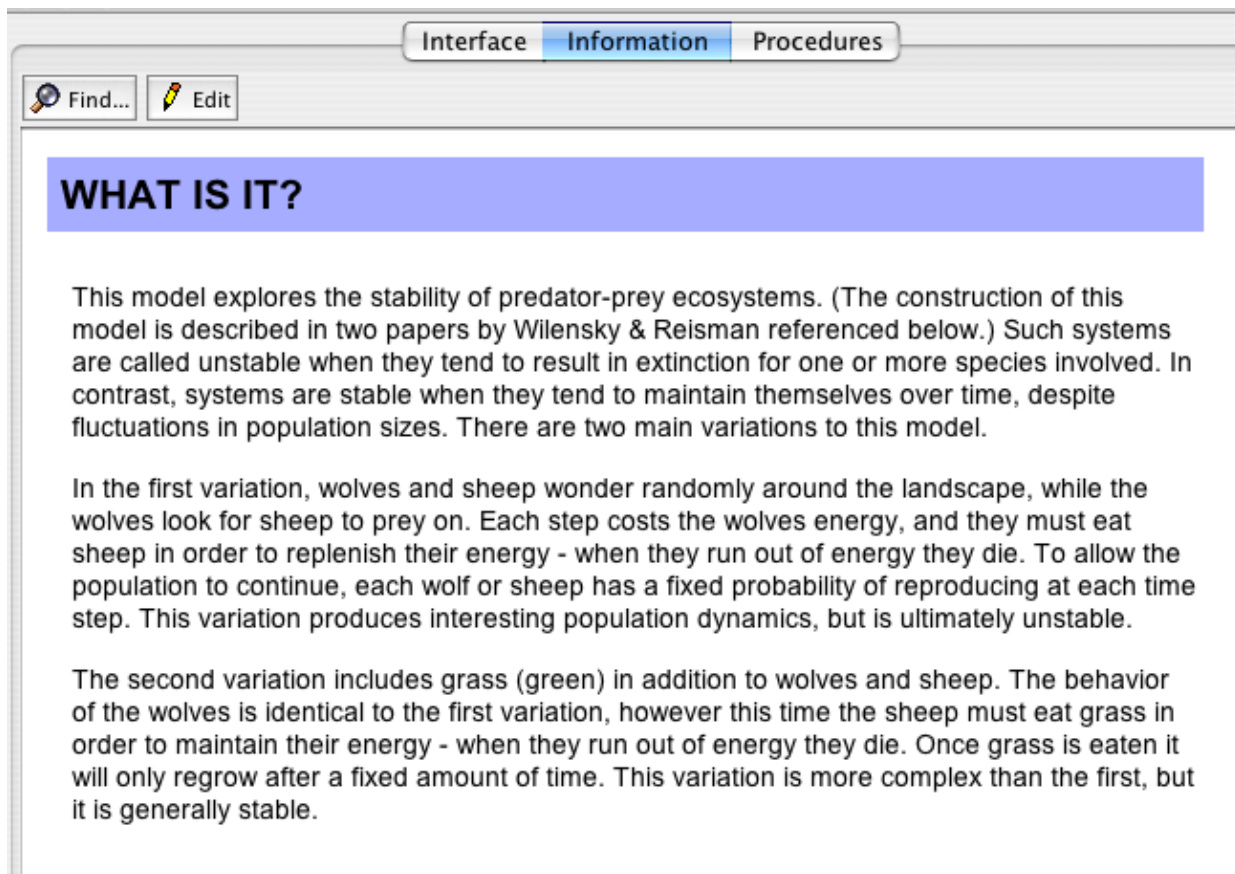 Interface Information Procedures
Find... Edit
WHAT IS IT?
This model explores the stability of predator-prey ecosystems. (The construction of this
model is described in two papers by Wilensky & Reisman referenced below.) Such systems
are called unstable when they tend to result in extinction for one or more species involved. In
contrast, systems are stable when they tend to maintain themselves over time, despite
fluctuations in population sizes. There are two main variations to this model.
In the first variation, wolves and sheep wonder randomly around the landscape, while the
wolves look for sheep to prey on. Each step costs the wolves energy, and they must eat
sheep in order to replenish their energy - when they run out of energy they die. To allow the
population to continue, each wolf or sheep has a fixed probability of reproducing at each time
step. This variation produces interesting population dynamics, but is ultimately unstable.
The second variation includes grass (green) in addition to wolves and sheep. The behavior
of the wolves is identical to the first variation, however this time the sheep must eat grass in
order to maintain their energy - when they run out of energy they die. Once grass is eaten it
will only regrow after a fixed amount of time. This variation is more complex than the first, but
it is generally stable.